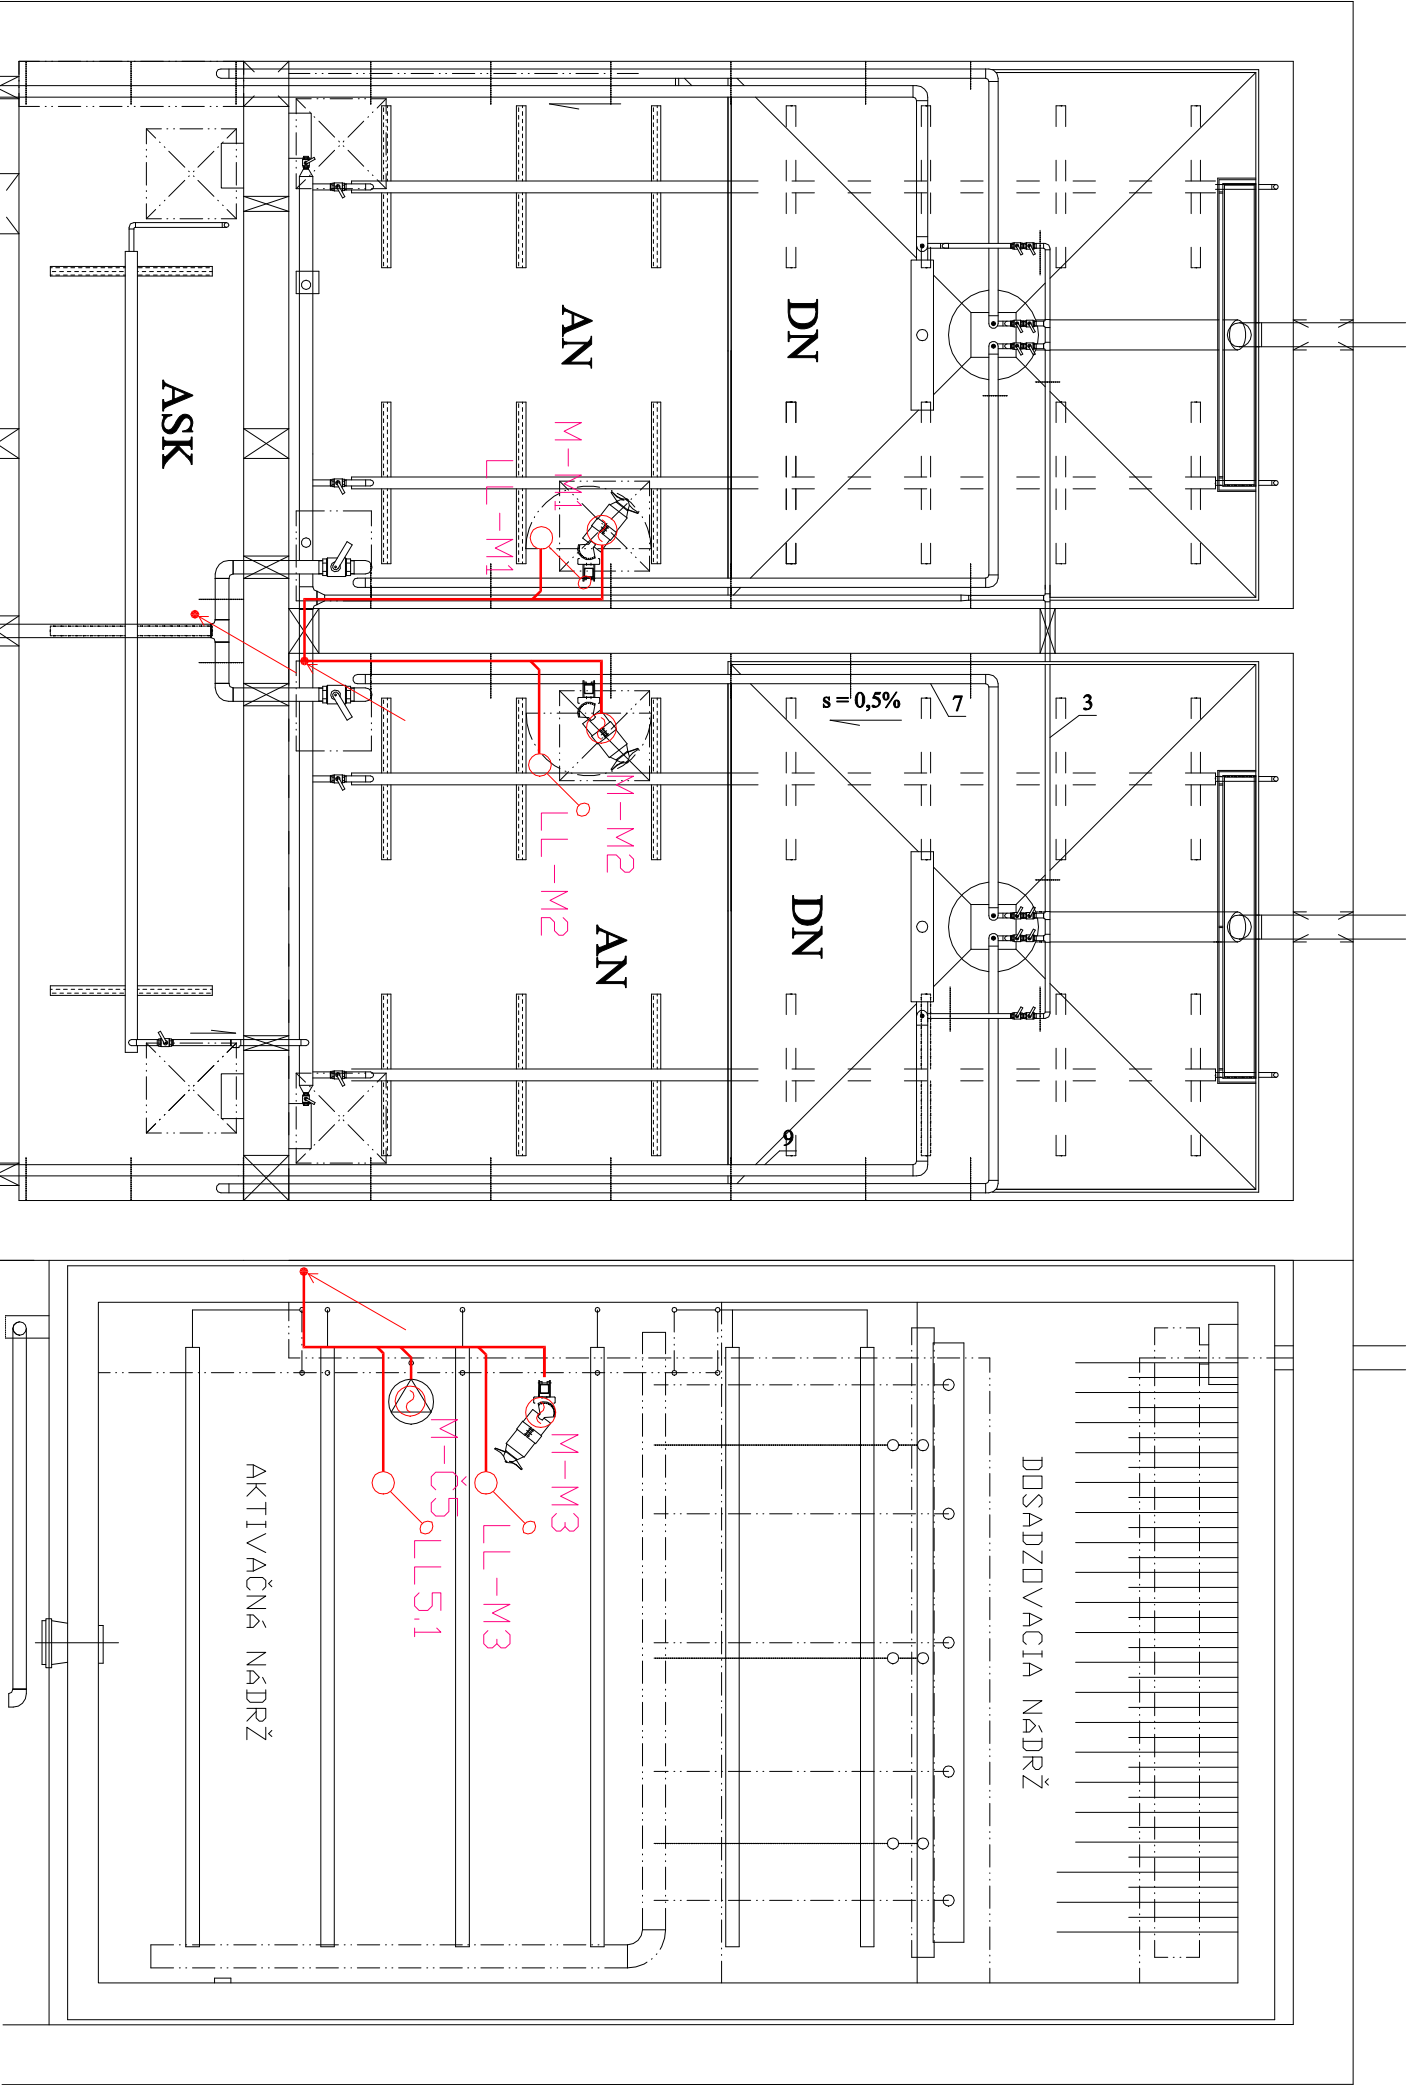 AN
DN
ASK
M-M1
LL-M1
s = 0,5%
7
3
M-M2
LL-M2
AN
DN
9
M-M3
M-Č5
LL-M3
LL5.1
AKTIVAČNÁ NÁDRŽ
DOSADZOVACIA NÁDRŽ